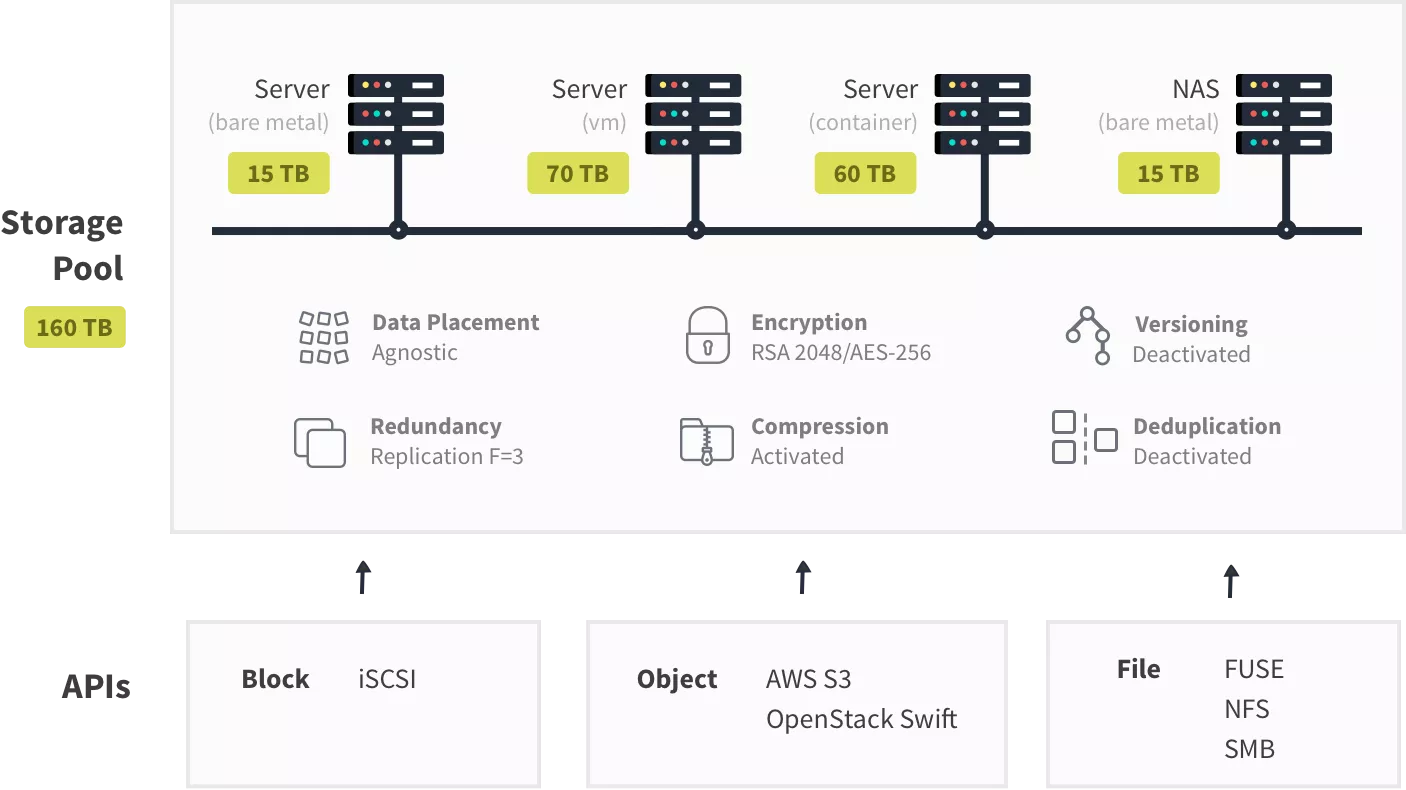 Server
(bare metal)
15 TB
Server
(vm)
70 TB
Server
(container)
60 TB
NAS
(bare metal)
15 TB
Storage
Pool
160 TB
Data Placement
Agnostic
Encryption
RSA 2048/AES-256
Versioning
Deactivated
Redundancy
Replication F=3
Compression
Activated
Deduplication
Deactivated
APIs
Block
iSCSI
Object
AWS S3
OpenStack Swift
File
FUSE
NFS
SMB